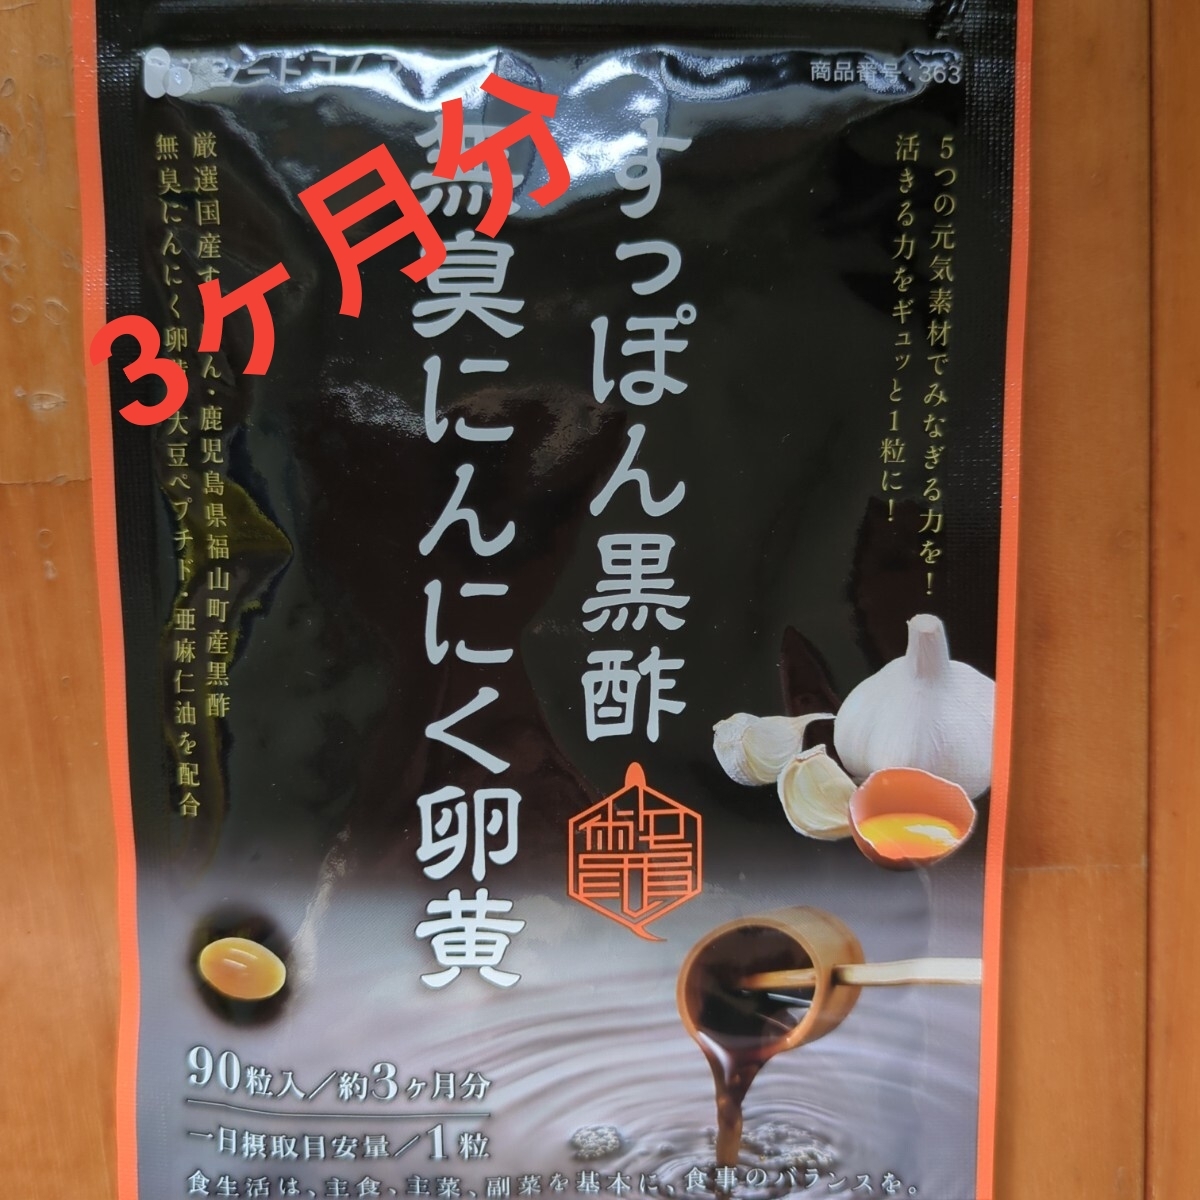 シードコムス
商品番号：363
5つの元気素材でみなぎる力を！
活きる力をギュッと1粒に！
すっぽん黒酢
無臭にんにく卵黄
3ヶ月分
厳選国産すっぽん・鹿児島県福山町産黒酢
無臭にんにく卵黄・大豆ペプチド・亜麻仁油を配合
90粒入／約3ヶ月分
一日摂取目安量／1粒
食生活は、主食、主菜、副菜を基本に、食事のバランスを。